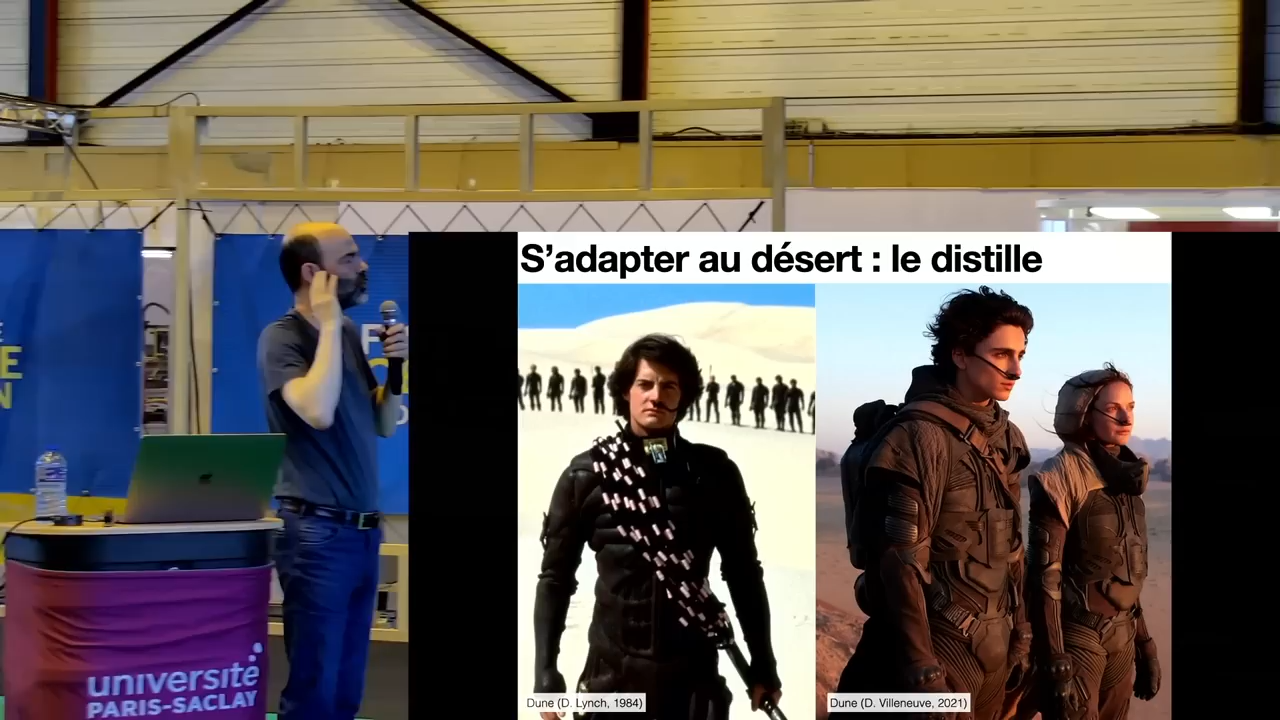 S'adapter au désert : le distille
Dune (D. Lynch, 1984)
Dune (D. Villeneuve, 2021)
université
PARIS-SACLAY